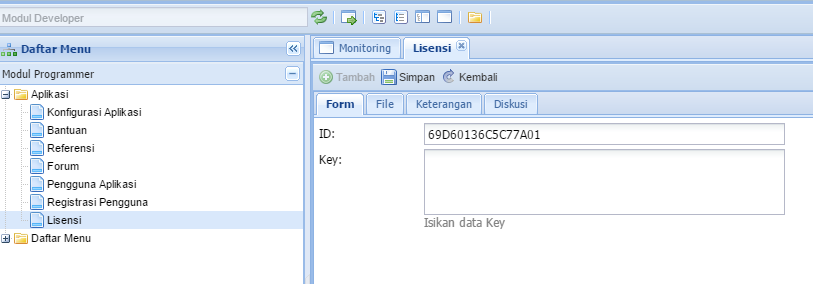 Modul Developer
Daftar Menu
Modul Programmer
Aplikasi
Konfigurasi Aplikasi
Bantuan
Referensi
Forum
Pengguna Aplikasi
Registrasi Pengguna
Lisensi
Daftar Menu
Monitoring Lisensi
Tambah Simpan Kembali
Form File Keterangan Diskusi
ID: 69D60136C5C77A01
Key:
Isikan data Key